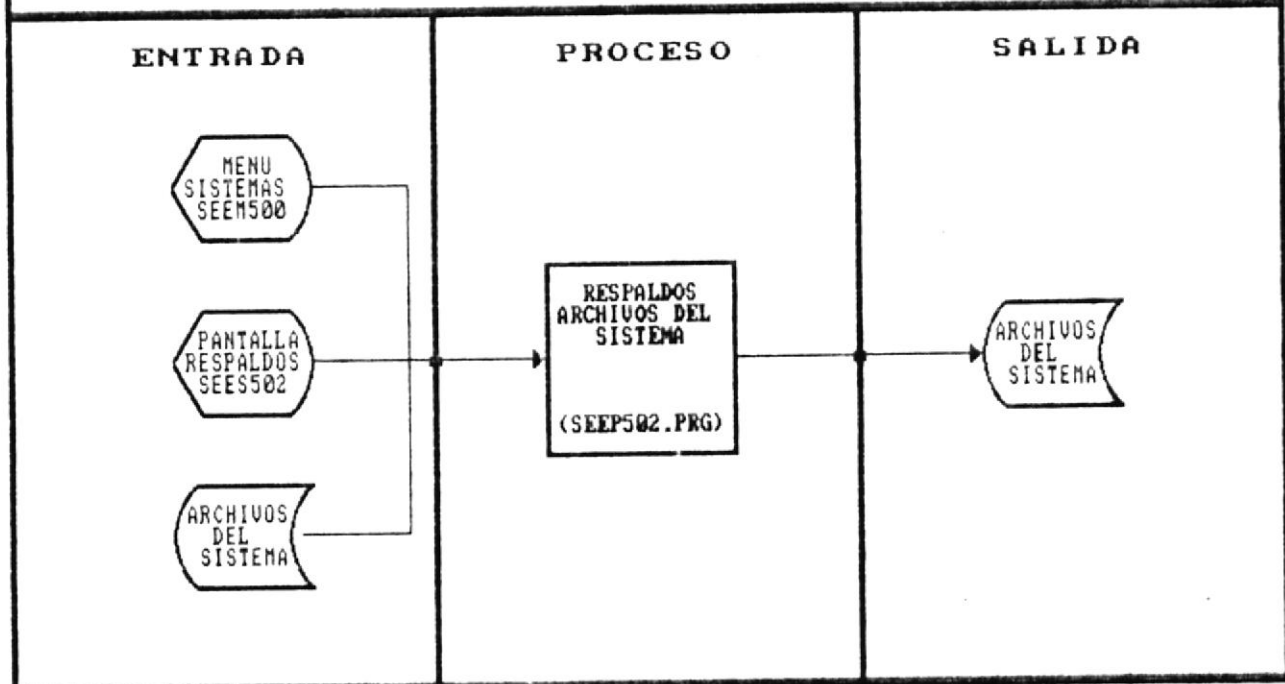 ENTRADA
PROCESO
SALIDA
MENU
SISTEMAS
SEEM500
PANTALLA
RESPALDOS
SEES502
ARCHIVOS
DEL
SISTEMA
RESPALDOS
ARCHIVOS DEL
SISTEMA
(SEEP502.PRG)
ARCHIVOS
DEL
SISTEMA